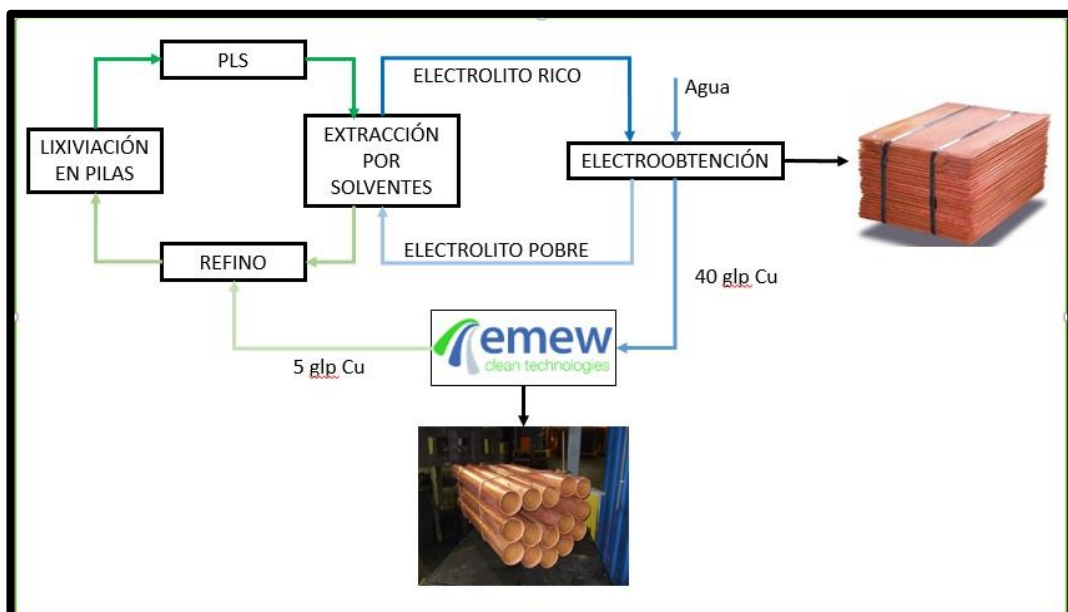 PLS
ELECTROLITO RICO
Agua
LIXIVIACIÓN
EN PILAS
EXTRACCIÓN
POR
SOLVENTES
ELECTROOBTENCIÓN
ELECTROLITO POBRE
REFINO
40 glp Cu
emew
clean technologies
5 glp Cu